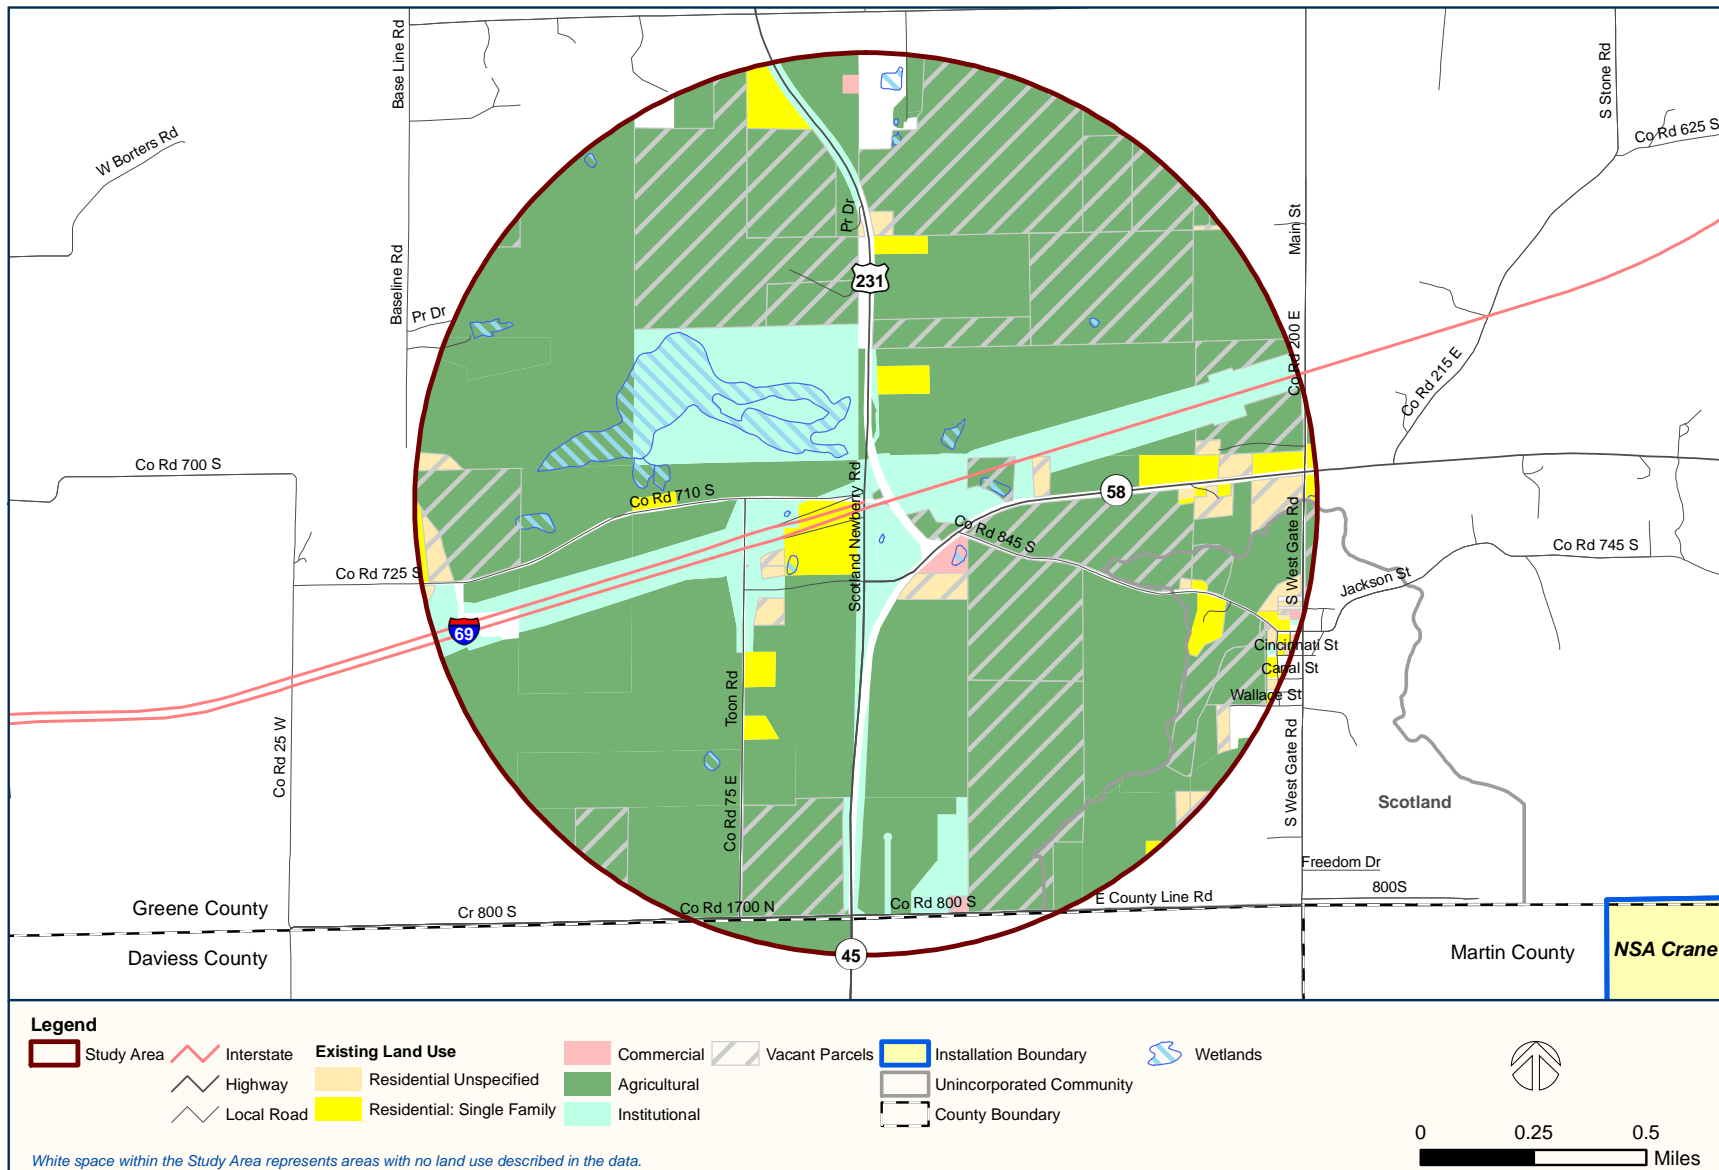 Base Line Rd
S Stone Rd
Co Rd 625 S
W Borters Rd
Main St
Pr Dr
Baseline Rd
231
Pr Dr
Co Rd 200 E
Co Rd 215 E
Co Rd 700 S
Co Rd 710 S
Scotland Newberry Rd
58
Co Rd 845 S
S West Gate Rd
Co Rd 745 S
Co Rd 725 S
Jackson St
69
Cincinnati St
Canal St
Wallace St
Toon Rd
Co Rd 25 W
S West Gate Rd
Co Rd 75 E
Scotland
Freedom Dr
800S
E County Line Rd
Co Rd 800 S
Co Rd 1700 N
Cr 800 S
Greene County
Daviess County
45
Martin County
NSA Crane
Legend
Study Area
Interstate
Highway
Local Road
Existing Land Use
Residential Unspecified
Residential: Single Family
Commercial
Agricultural
Institutional
Vacant Parcels
Installation Boundary
Unincorporated Community
County Boundary
Wetlands
0 0.25 0.5
Miles
White space within the Study Area represents areas with no land use described in the data.